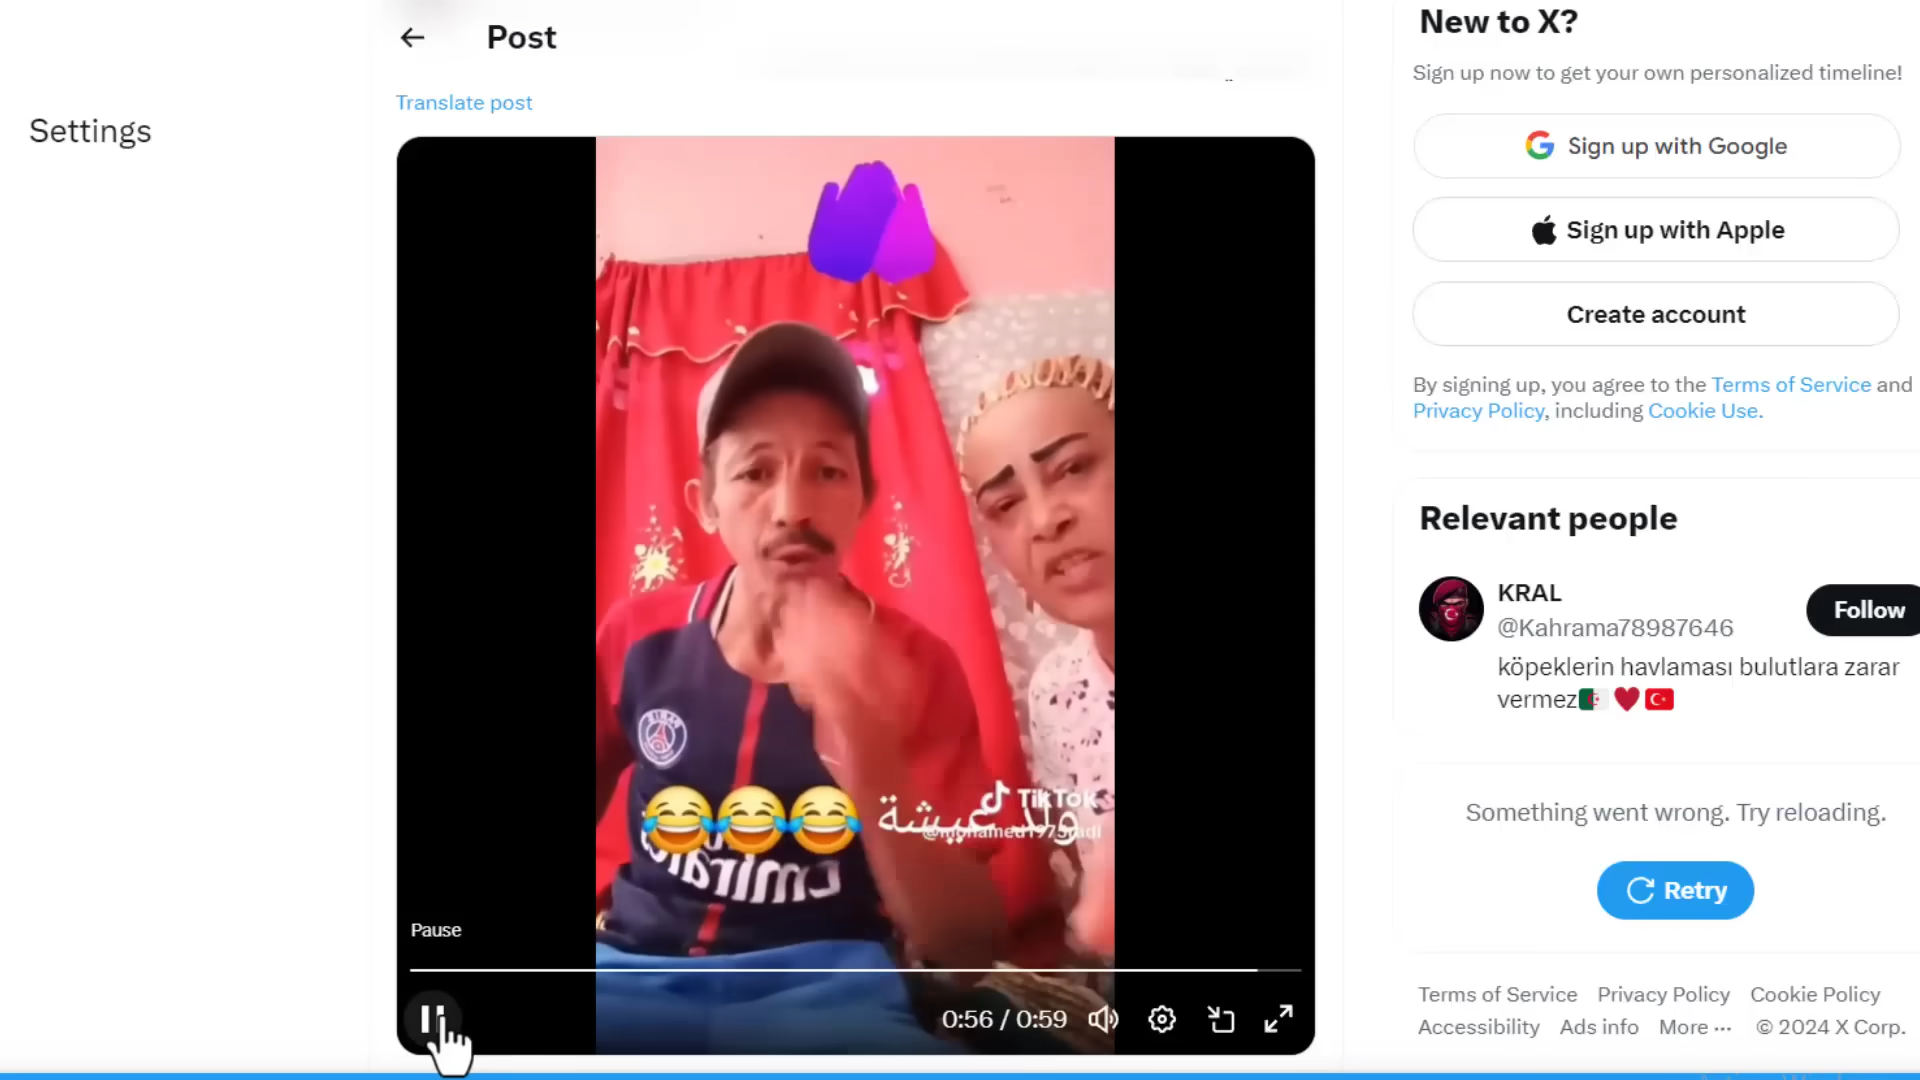 Post
Translate post
Settings
ولد عيشة
TikTok
Emirates
Pause
0:56 / 0:59
New to X?
Sign up now to get your own personalized timeline!
Sign up with Google
Sign up with Apple
Create account
By signing up, you agree to the Terms of Service and
Privacy Policy, including Cookie Use.
Relevant people
KRAL
@Kahrama78987646
Follow
köpeklerin havlaması bulutlara zarar
vermez🇩🇿❤️🇹🇷
Something went wrong. Try reloading.
Retry
Terms of Service Privacy Policy Cookie Policy
Accessibility Ads info More ··· © 2024 X Corp.